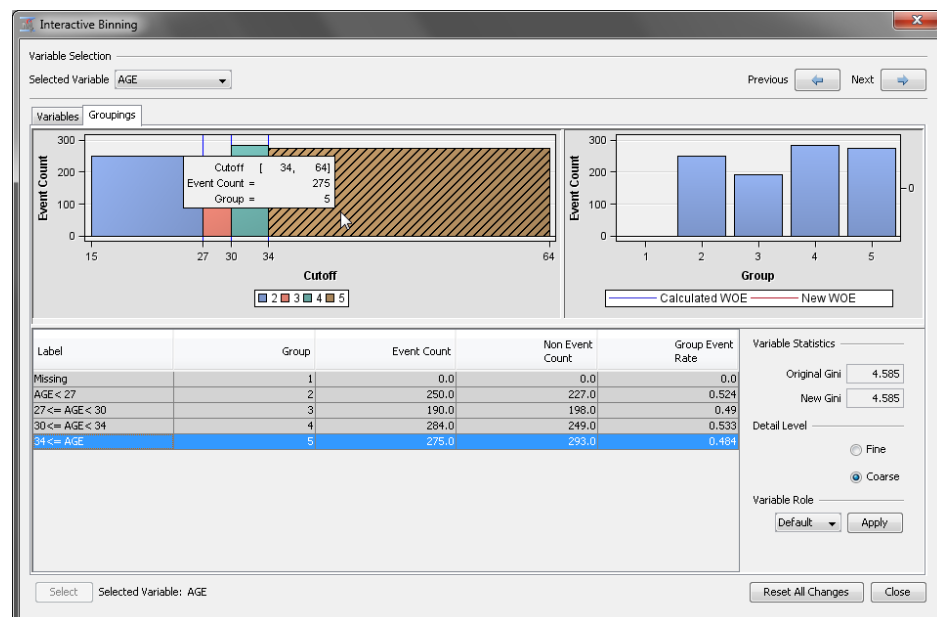 Interactive Binning
Variable Selection
Selected Variable AGE
Previous Next
Variables Groupings
Event Count
300
200
100
0
15 27 30 34 64
Cutoff
Cutoff [ 34, 64]
Event Count = 275
Group = 5
2 3 4 5
Event Count
300
200
100
0
0
1 2 3 4 5
Group
Calculated WOE New WOE
Label Group Event Count Non Event Count Group Event Rate
Missing 1 0.0 0.0 0.0
AGE< 27 2 250.0 227.0 0.524
27<= AGE< 30 3 190.0 198.0 0.49
30<= AGE< 34 4 284.0 249.0 0.533
34<= AGE 5 275.0 293.0 0.484
Variable Statistics
Original Gini 4.585
New Gini 4.585
Detail Level
Fine
Coarse
Variable Role
Default Apply
Select Selected Variable: AGE Reset All Changes Close